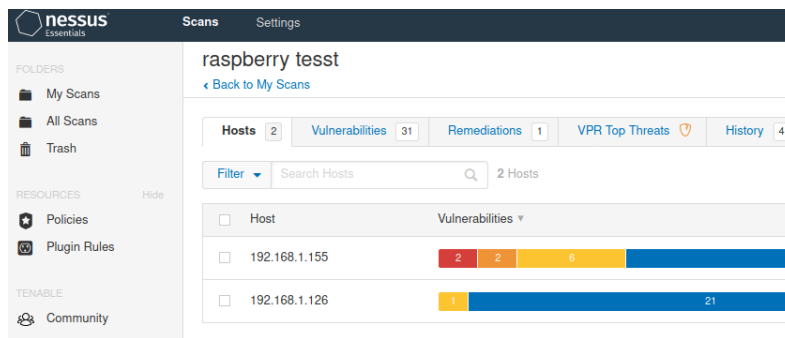 nessus
Essentials
Scans
Settings
FOLDERS
My Scans
All Scans
Trash
RESOURCES Hide
Policies
Plugin Rules
TENABLE
Community
raspberry tesst
Back to My Scans
Hosts 2 Vulnerabilities 31 Remediations 1 VPR Top Threats History 4
Filter Search Hosts 2 Hosts
Host Vulnerabilities
192.168.1.155 2 2 6
192.168.1.126 1 21